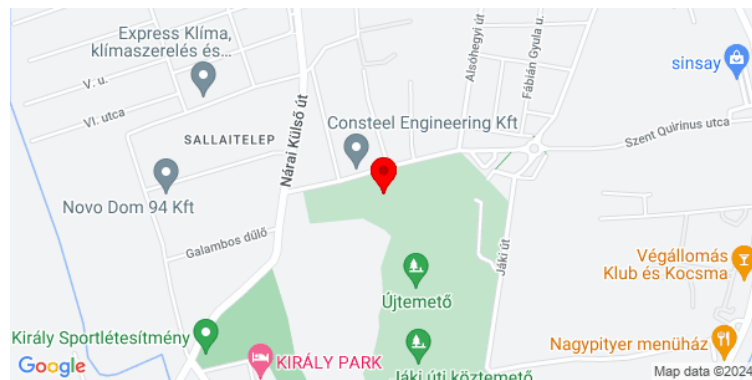 Express Klíma,
klímaszerelés és...
Alsóhegyi út
Fábián Gyula u.
sinsay
V. u.
VI. utca
SALLAITELEP
Nárai Külső út
Consteel Engineering Kft
Szent Quirinus utca
Novo Dom 94 Kft
Galambos dűlő
Jáki út
Végállomás
Klub és Kocsma
Újtemető
Király Sportlétesítmény
Nagypityer menüház
KIRÁLY PARK
Jáki úti köztemető
Google
Map data ©2024